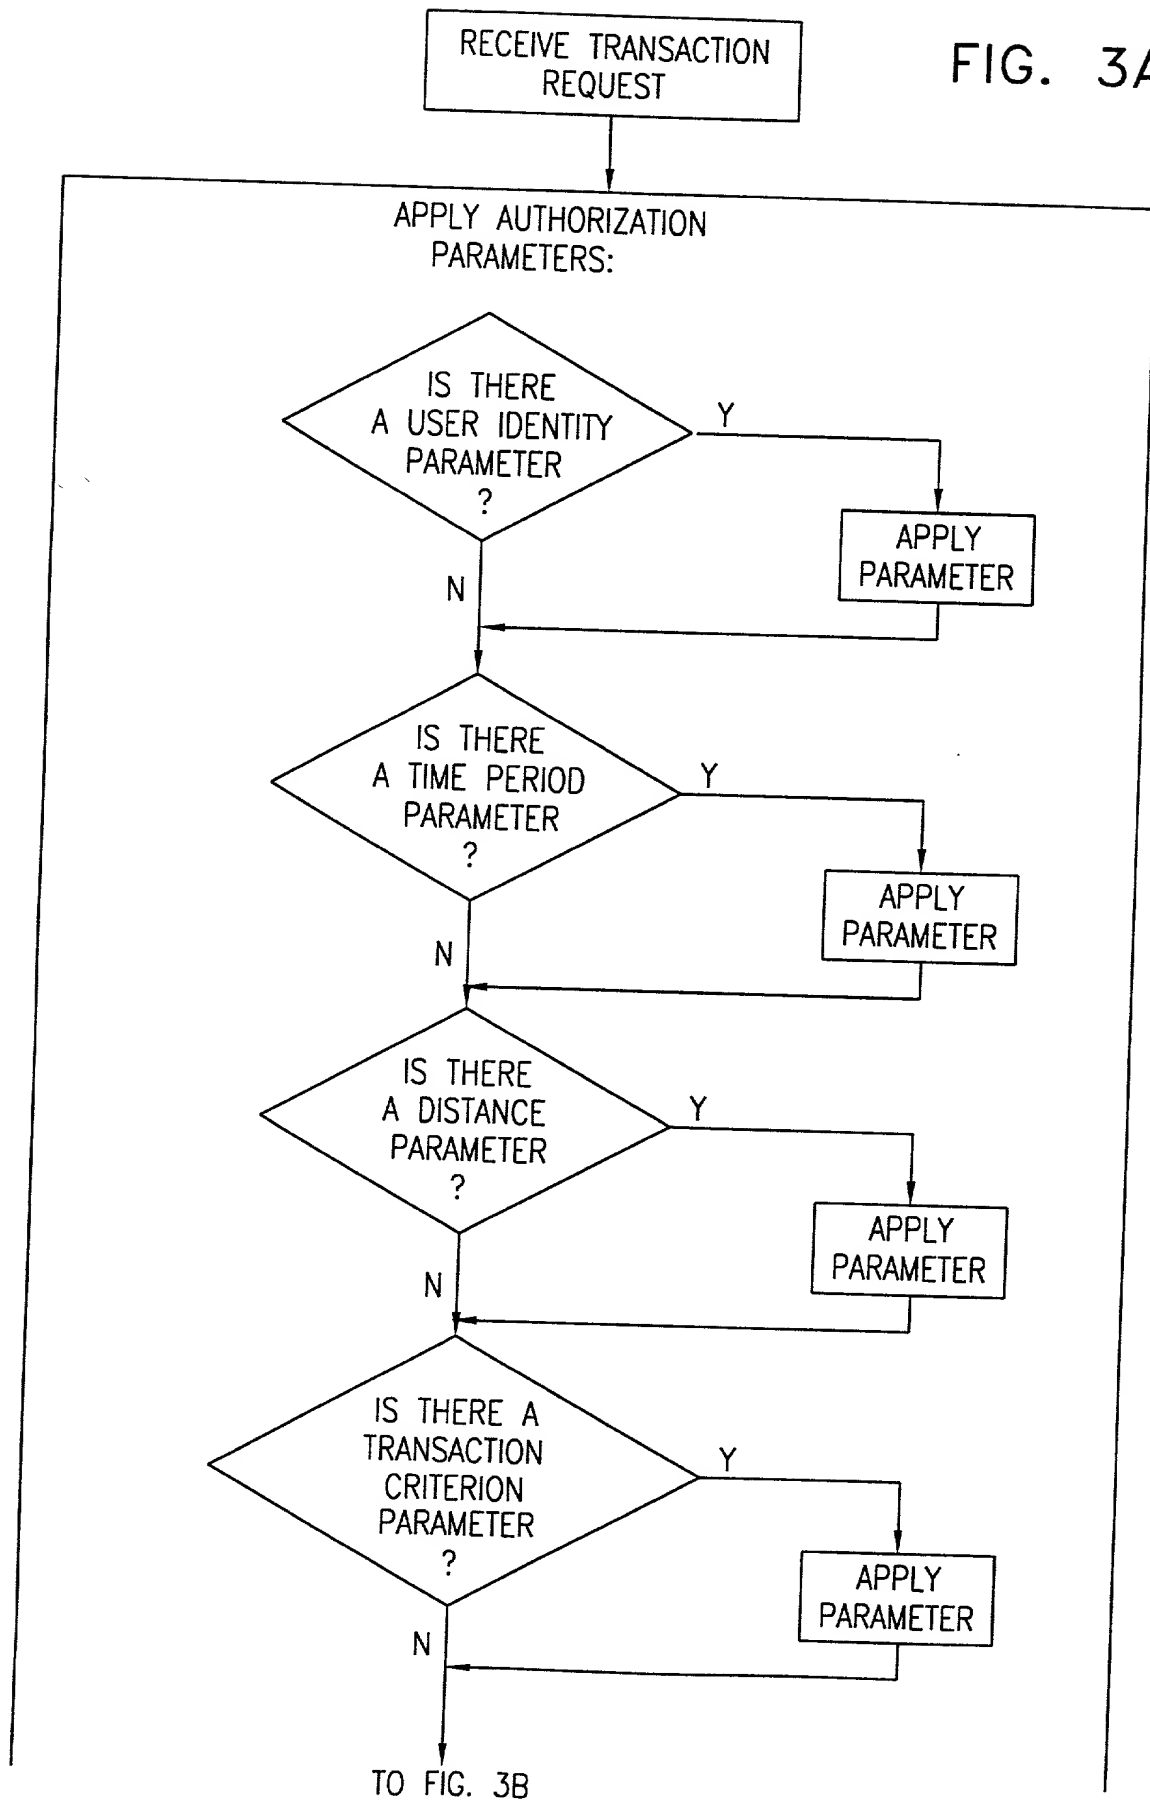 RECEIVE TRANSACTION
REQUEST
FIG. 3A
APPLY AUTHORIZATION
PARAMETERS:
IS THERE
A USER IDENTITY
PARAMETER
?
Y
APPLY
PARAMETER
N
IS THERE
A TIME PERIOD
PARAMETER
?
Y
APPLY
PARAMETER
N
IS THERE
A DISTANCE
PARAMETER
?
Y
APPLY
PARAMETER
N
IS THERE A
TRANSACTION
CRITERION
PARAMETER
?
Y
APPLY
PARAMETER
N
TO FIG. 3B